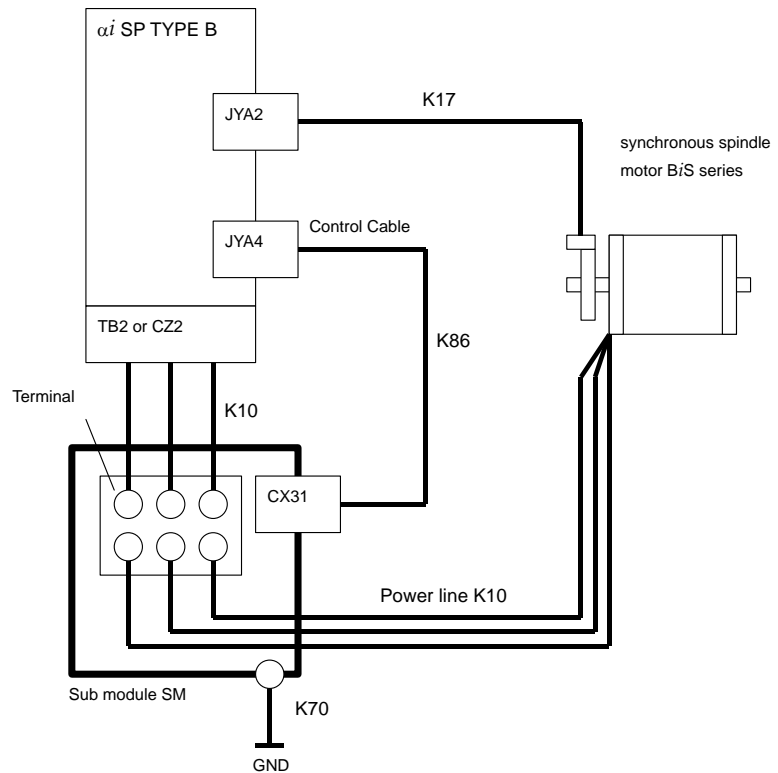 αi SP TYPE B
JYA2
K17
synchronous spindle
motor BiS series
JYA4
Control Cable
TB2 or CZ2
K86
Terminal
K10
CX31
Power line K10
Sub module SM
K70
GND